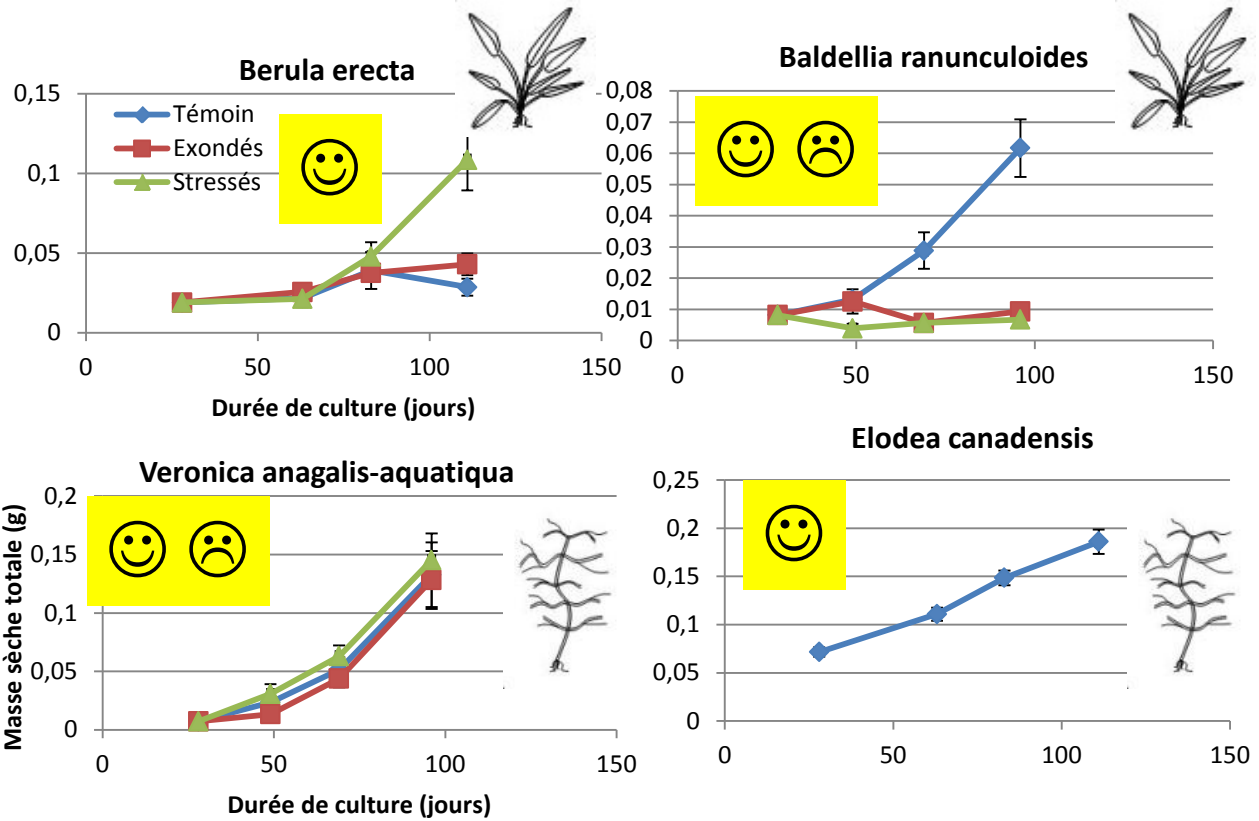 Berula erecta
0,15
0,1
0,05
0
Témoin
Exondés
Stressés
0 50 100 150
Durée de culture (jours)
Baldellia ranunculoides
0,08
0,07
0,06
0,05
0,04
0,03
0,02
0,01
0
0 50 100 150
Veronica anagalis-aquatiqua
Masse sèche totale (g)
0,2
0,15
0,1
0,05
0
0 50 100 150
Durée de culture (jours)
Elodea canadensis
0,25
0,2
0,15
0,1
0,05
0
0 50 100 150